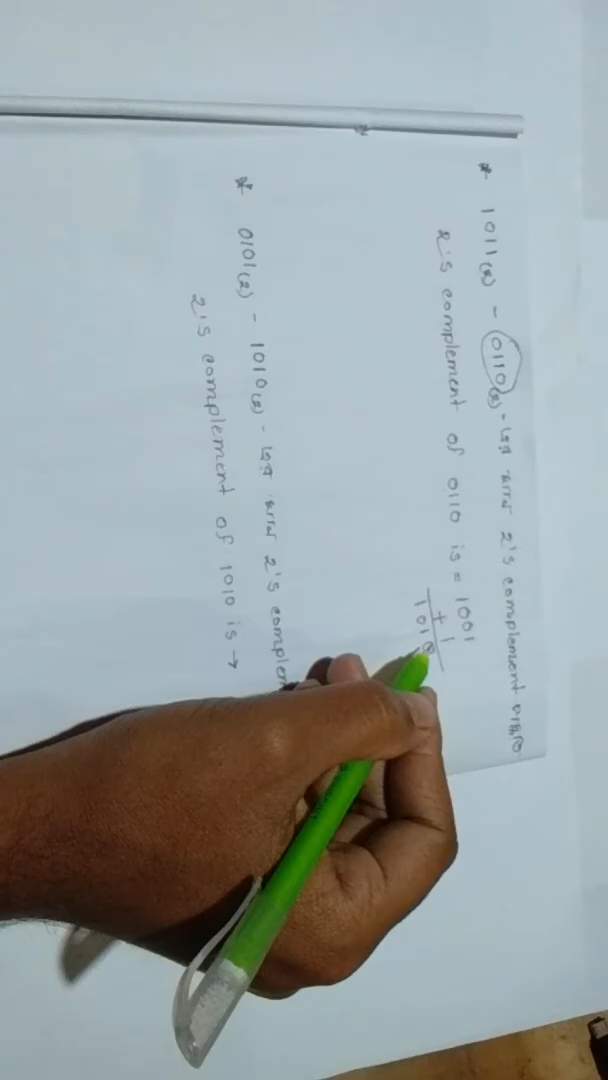 * 1011(2) - 0110(2) - 2's complement
2's complement of 0110 is = 1001
+ 1
1010
* 0101(2) - 1010(2) - 2's complem
2's complement of 1010 is →